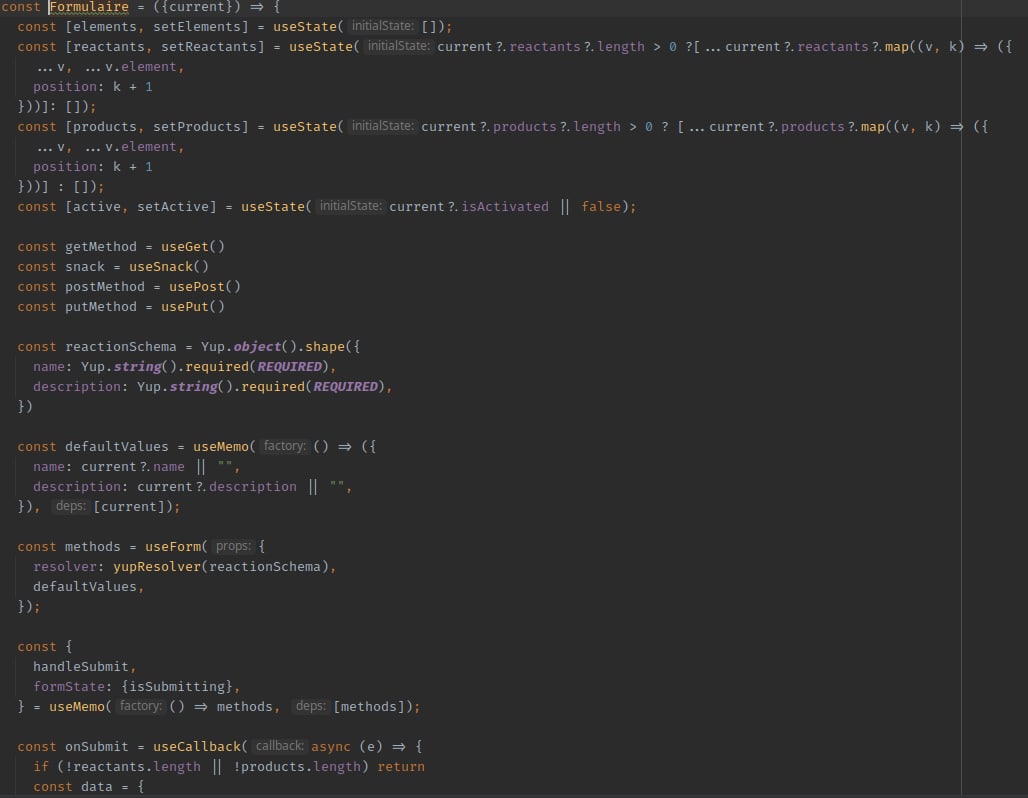 const Formulaire = ({current}) => {
const [elements, setElements] = useState( initialState: []);
const [reactants, setReactants] = useState( initialState: current?.reactants?.length > 0 ?[...current?.reactants?.map((v, k) => ({
...v, ...v.element,
position: k + 1
}))]: []);
const [products, setProducts] = useState( initialState: current?.products?.length > 0 ? [...current?.products?.map((v, k) => ({
...v, ...v.element,
position: k + 1
}))] : []);
const [active, setActive] = useState( initialState: current?.isActivated || false);
const getMethod = useGet()
const snack = useSnack()
const postMethod = usePost()
const putMethod = usePut()
const reactionSchema = Yup.object().shape({
name: Yup.string().required(REQUIRED),
description: Yup.string().required(REQUIRED),
})
const defaultValues = useMemo( factory: () => ({
name: current?.name || "",
description: current?.description || "",
}), deps: [current]);
const methods = useForm( props: {
resolver: yupResolver(reactionSchema),
defaultValues,
});
const {
handleSubmit,
formState: {isSubmitting},
} = useMemo( factory: () => methods, deps: [methods]);
const onSubmit = useCallback( callback: async (e) => {
if (!reactants.length || !products.length) return
const data = {